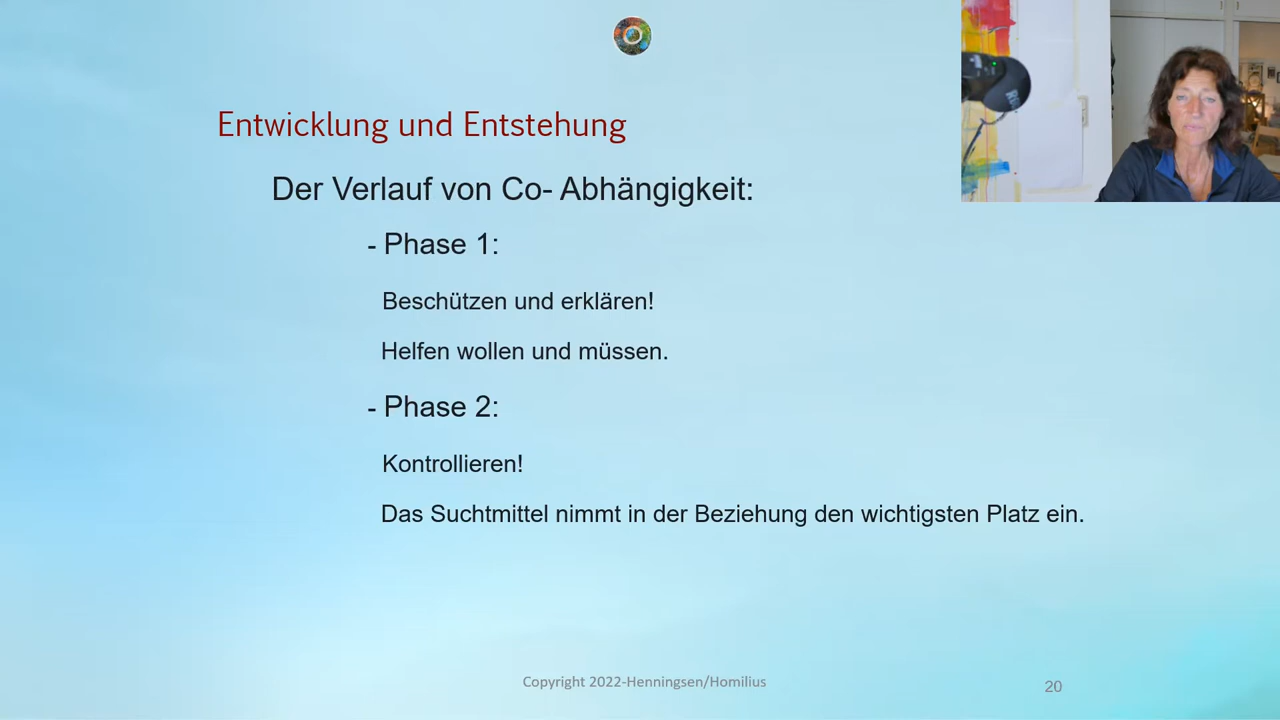 Entwicklung und Entstehung
Der Verlauf von Co- Abhängigkeit:
- Phase 1:
Beschützen und erklären!
Helfen wollen und müssen.
- Phase 2:
Kontrollieren!
Das Suchtmittel nimmt in der Beziehung den wichtigsten Platz ein.
Copyright 2022-Henningsen/Homilius
20